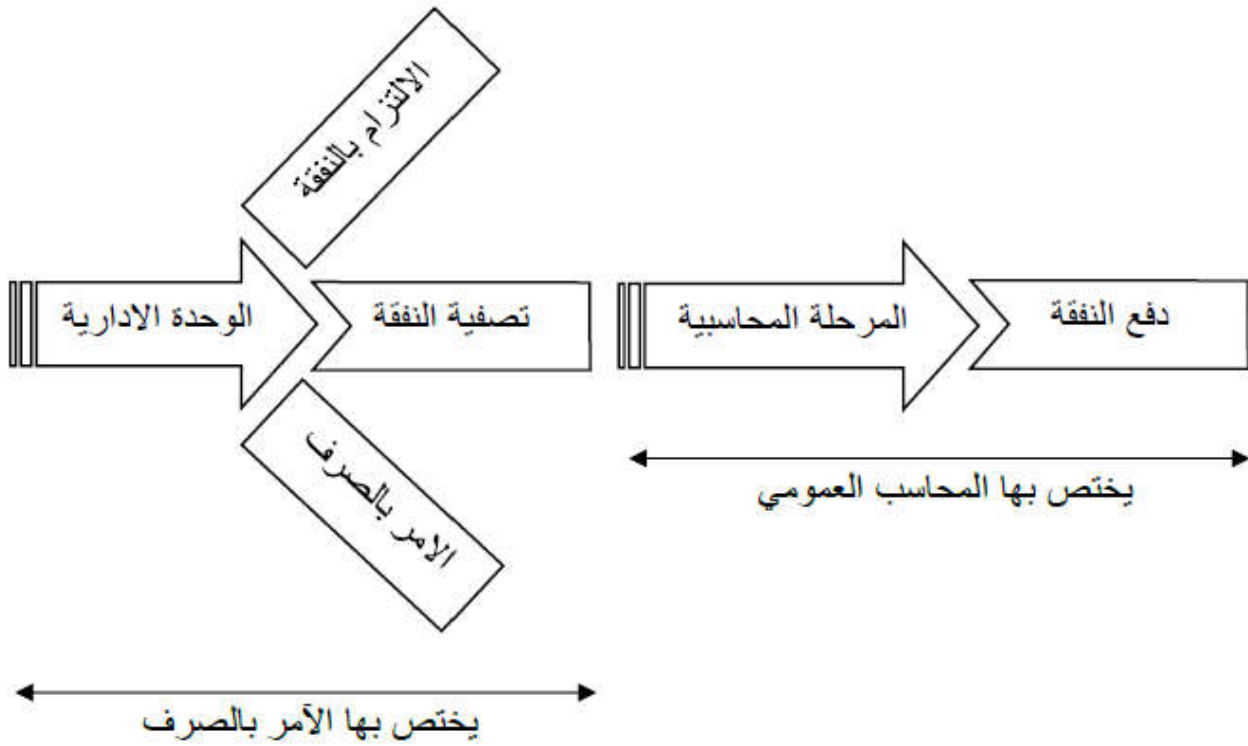 الالتزام بالنفقة
الوحدة الادارية
تصفية النفقة
الامر بالصرف
يختص بها الآمر بالصرف
المرحلة المحاسبية
دفع النفقة
يختص بها المحاسب العمومي